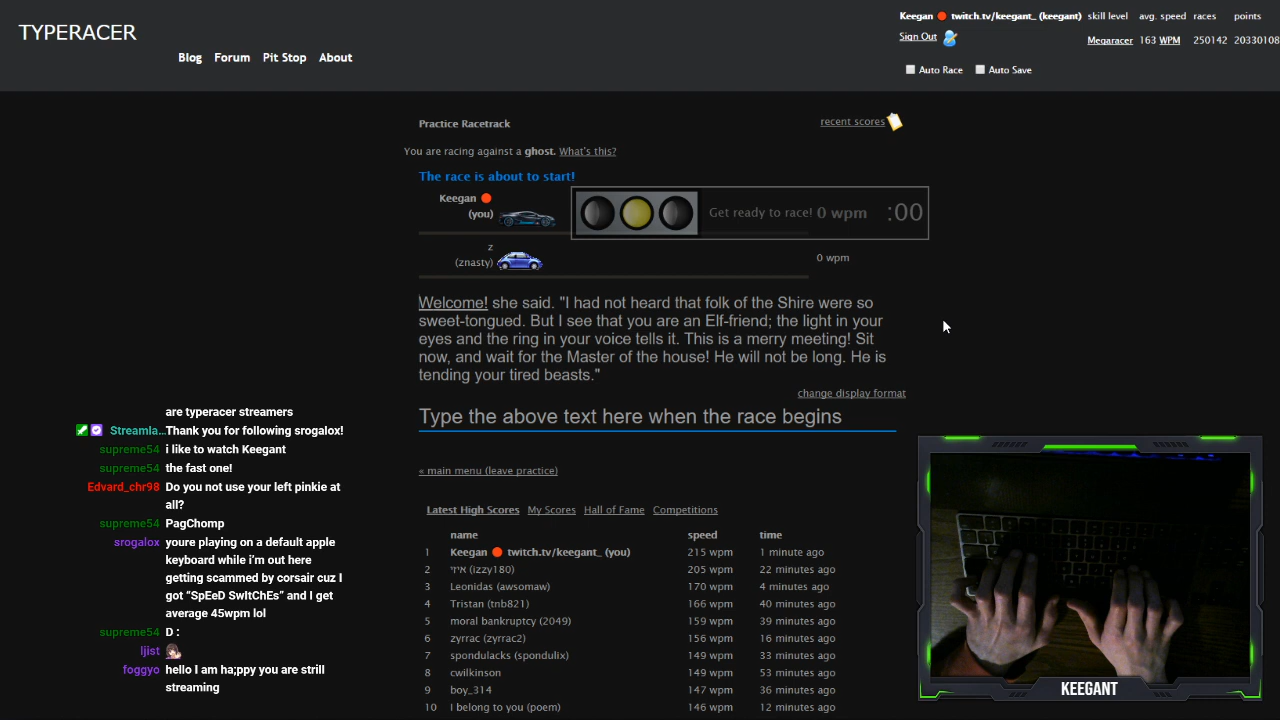 TYPERACER
Blog Forum Pit Stop About
Keegan twitch.tv/keegant_ (keegant) skill level avg. speed races points
Sign Out Megaracer 163 WPM 250142 20330108
Auto Race Auto Save
Practice Racetrack recent scores
You are racing against a ghost. What's this?
The race is about to start!
Keegan
(you) Get ready to race! 0 wpm :00
z
(znasty) 0 wpm
Welcome! she said. "I had not heard that folk of the Shire were so
sweet-tongued. But I see that you are an Elf-friend; the light in your
eyes and the ring in your voice tells it. This is a merry meeting! Sit
now, and wait for the Master of the house! He will not be long. He is
tending your tired beasts."
change display format
Type the above text here when the race begins
« main menu (leave practice)
Latest High Scores My Scores Hall of Fame Competitions
name speed time
1 Keegan twitch.tv/keegant_ (you) 215 wpm 1 minute ago
2 איזי (izzy180) 205 wpm 22 minutes ago
3 Leonidas (awsomaw) 170 wpm 4 minutes ago
4 Tristan (tnb821) 166 wpm 40 minutes ago
5 moral bankruptcy (2049) 159 wpm 39 minutes ago
6 zyrrac (zyrrac2) 156 wpm 16 minutes ago
7 spondulacks (spondulix) 149 wpm 33 minutes ago
8 cwilkinson 149 wpm 53 minutes ago
9 boy_314 147 wpm 36 minutes ago
10 I belong to you (poem) 146 wpm 12 minutes ago
are typeracer streamers
Streamla... Thank you for following srogalox!
supreme54 i like to watch Keegant
supreme54 the fast one!
Edvard_chr98 Do you not use your left pinkie at
all?
supreme54 PagChomp
srogalox youre playing on a default apple
keyboard while i'm out here
getting scammed by corsair cuz I
got “SpEeD SwItChEs” and I get
average 45wpm lol
supreme54 D :
ljist
foggyo hello I am ha;ppy you are strill
streaming
KEEGANT